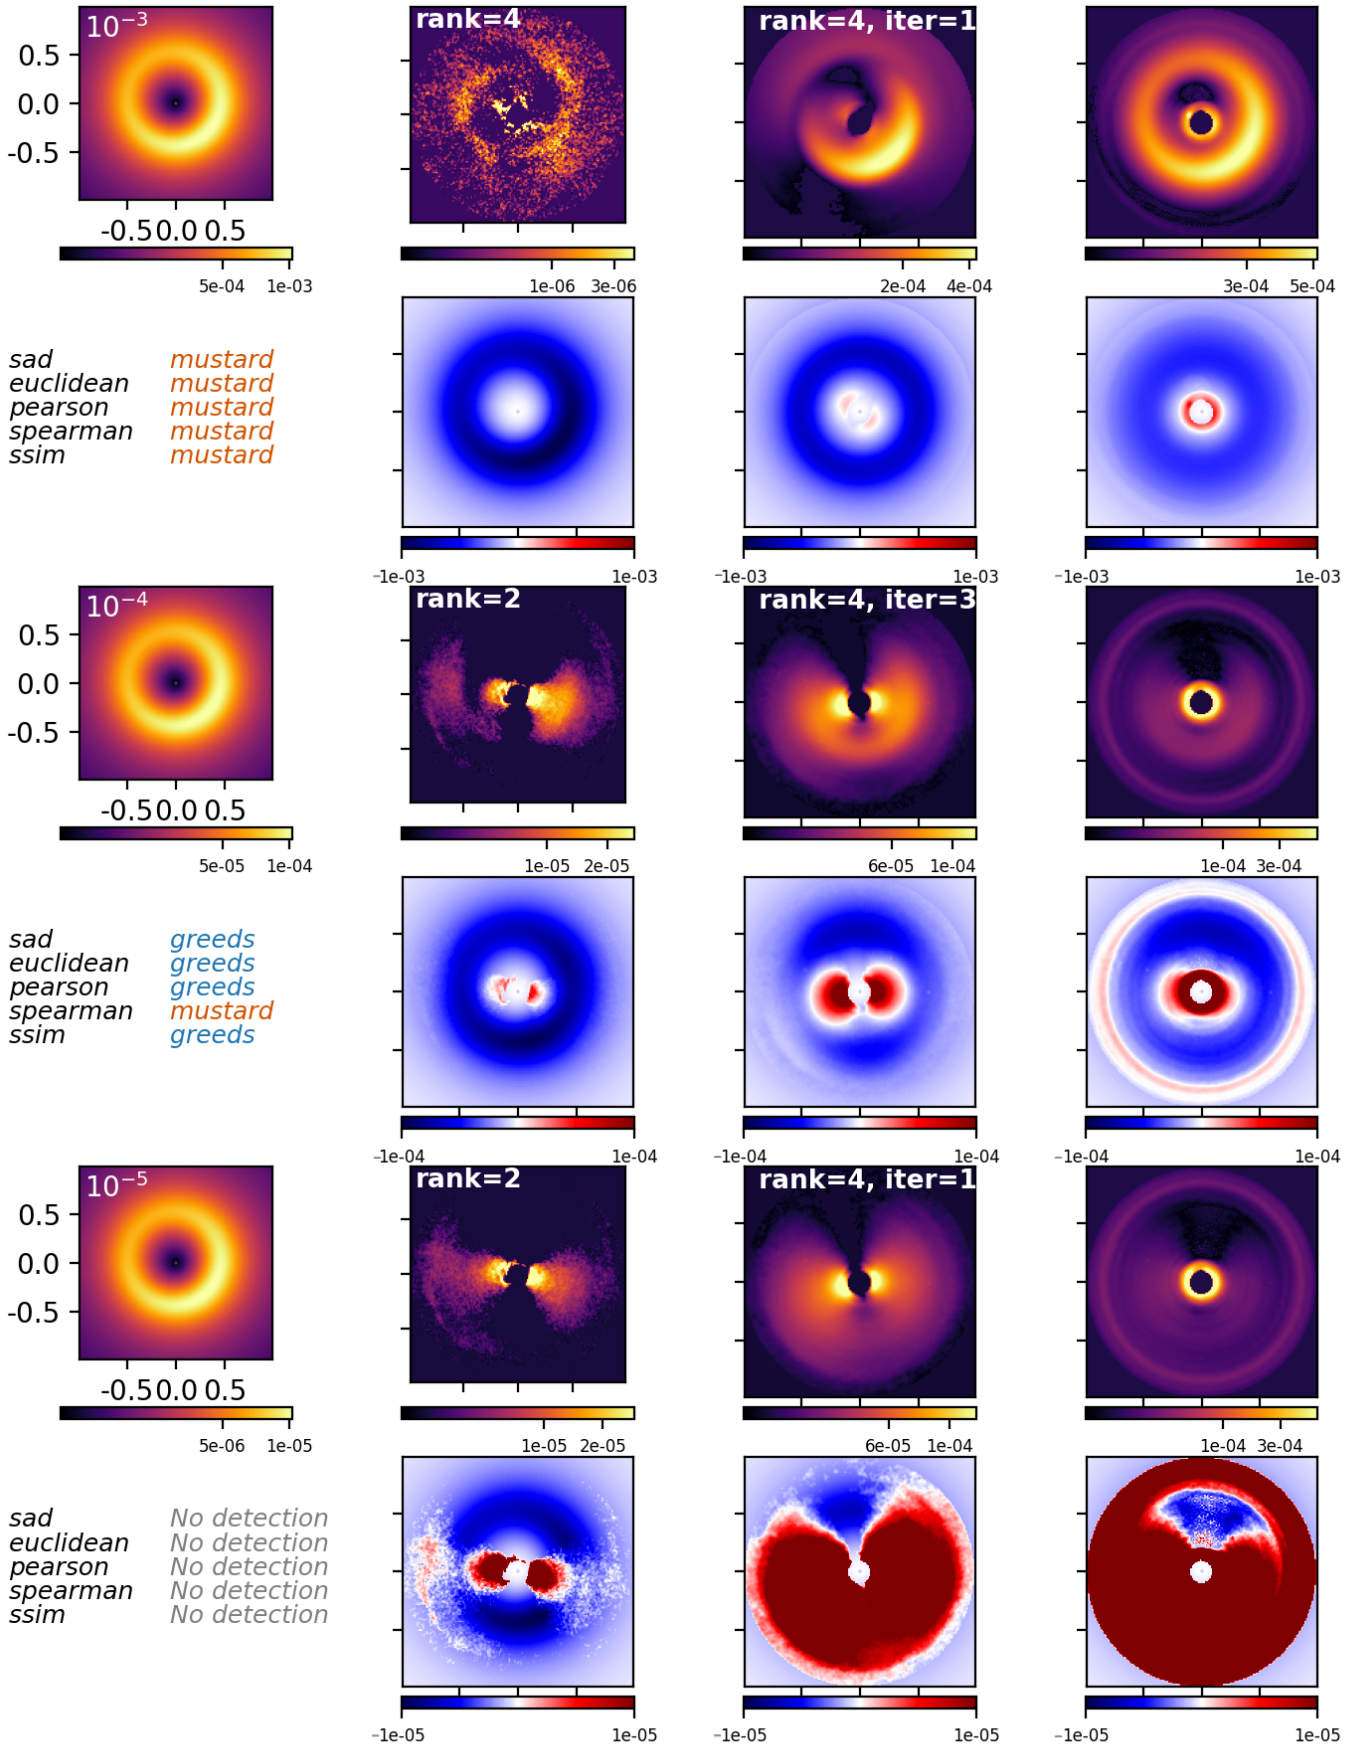 10⁻³
rank=4
rank=4, iter=1
0.5
0.0
-0.5
-0.5 0.0 0.5
5e-04 1e-03
1e-06 3e-06
2e-04 4e-04
3e-04 5e-04
sad mustard
euclidean mustard
pearson mustard
spearman mustard
ssim mustard
−1e-03 1e-03
−1e-03 1e-03
−1e-03 1e-03
10⁻⁴
rank=2
rank=4, iter=3
0.5
0.0
-0.5
-0.5 0.0 0.5
5e-05 1e-04
1e-05 2e-05
6e-05 1e-04
1e-04 3e-04
sad greeds
euclidean greeds
pearson greeds
spearman mustard
ssim greeds
−1e-04 1e-04
−1e-04 1e-04
−1e-04 1e-04
10⁻⁵
rank=2
rank=4, iter=1
0.5
0.0
-0.5
-0.5 0.0 0.5
5e-06 1e-05
1e-05 2e-05
6e-05 1e-04
1e-04 3e-04
sad No detection
euclidean No detection
pearson No detection
spearman No detection
ssim No detection
−1e-05 1e-05
−1e-05 1e-05
−1e-05 1e-05